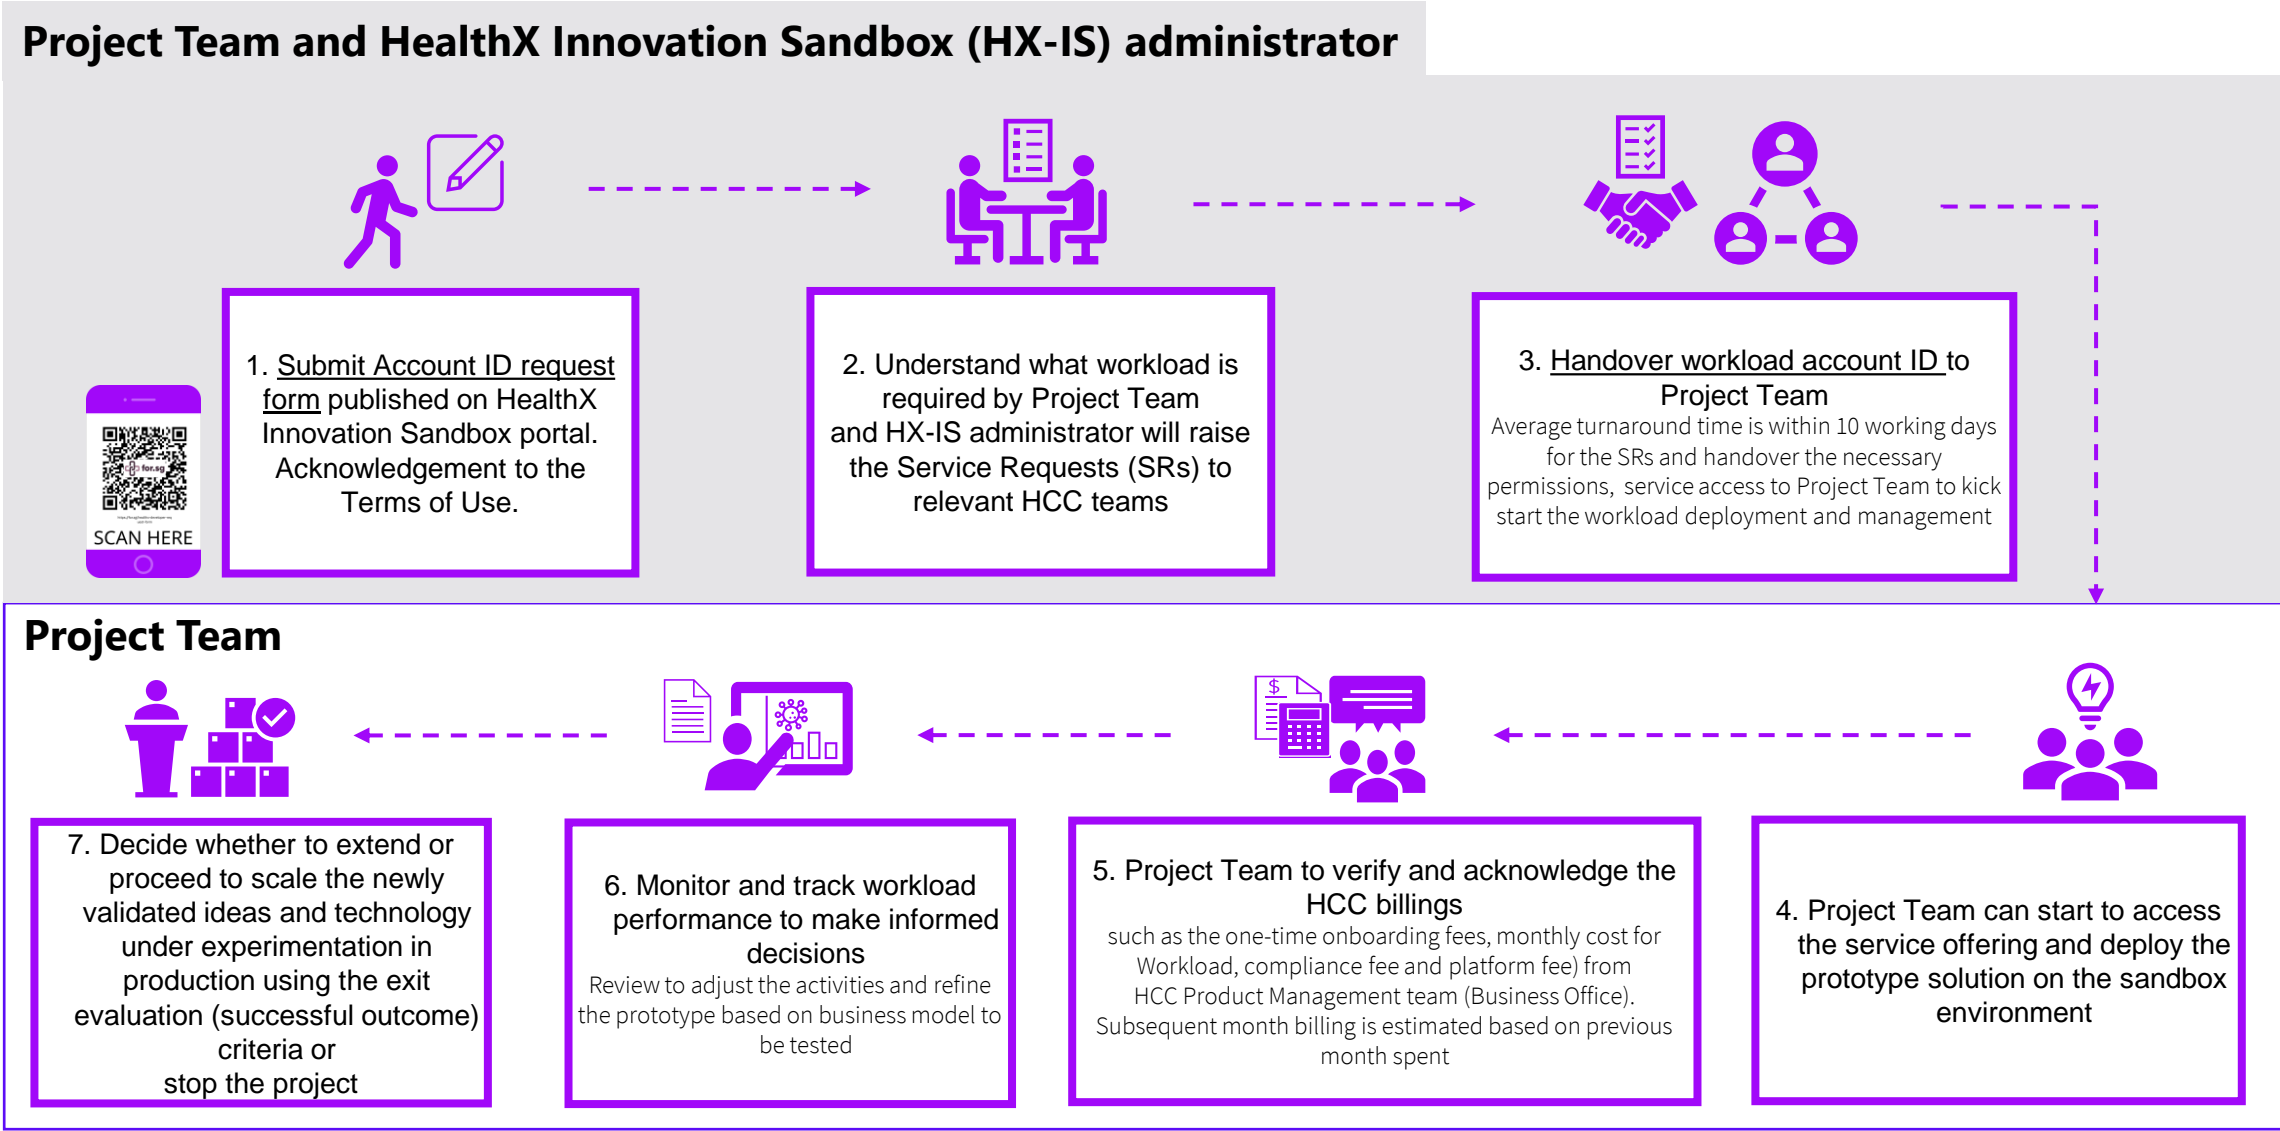 Project Team and HealthX Innovation Sandbox (HX-IS) administrator
1. Submit Account ID request
form published on HealthX
Innovation Sandbox portal.
Acknowledgement to the
Terms of Use.
for.sg
SCAN HERE
2. Understand what workload is
required by Project Team
and HX-IS administrator will raise
the Service Requests (SRs) to
relevant HCC teams
3. Handover workload account ID to
Project Team
Average turnaround time is within 10 working days
for the SRs and handover the necessary
permissions, service access to Project Team to kick
start the workload deployment and management
Project Team
$
4. Project Team can start to access
the service offering and deploy the
prototype solution on the sandbox
environment
5. Project Team to verify and acknowledge the
HCC billings
such as the one-time onboarding fees, monthly cost for
Workload, compliance fee and platform fee) from
HCC Product Management team (Business Office).
Subsequent month billing is estimated based on previous
month spent
6. Monitor and track workload
performance to make informed
decisions
Review to adjust the activities and refine
the prototype based on business model to
be tested
7. Decide whether to extend or
proceed to scale the newly
validated ideas and technology
under experimentation in
production using the exit
evaluation (successful outcome)
criteria or
stop the project